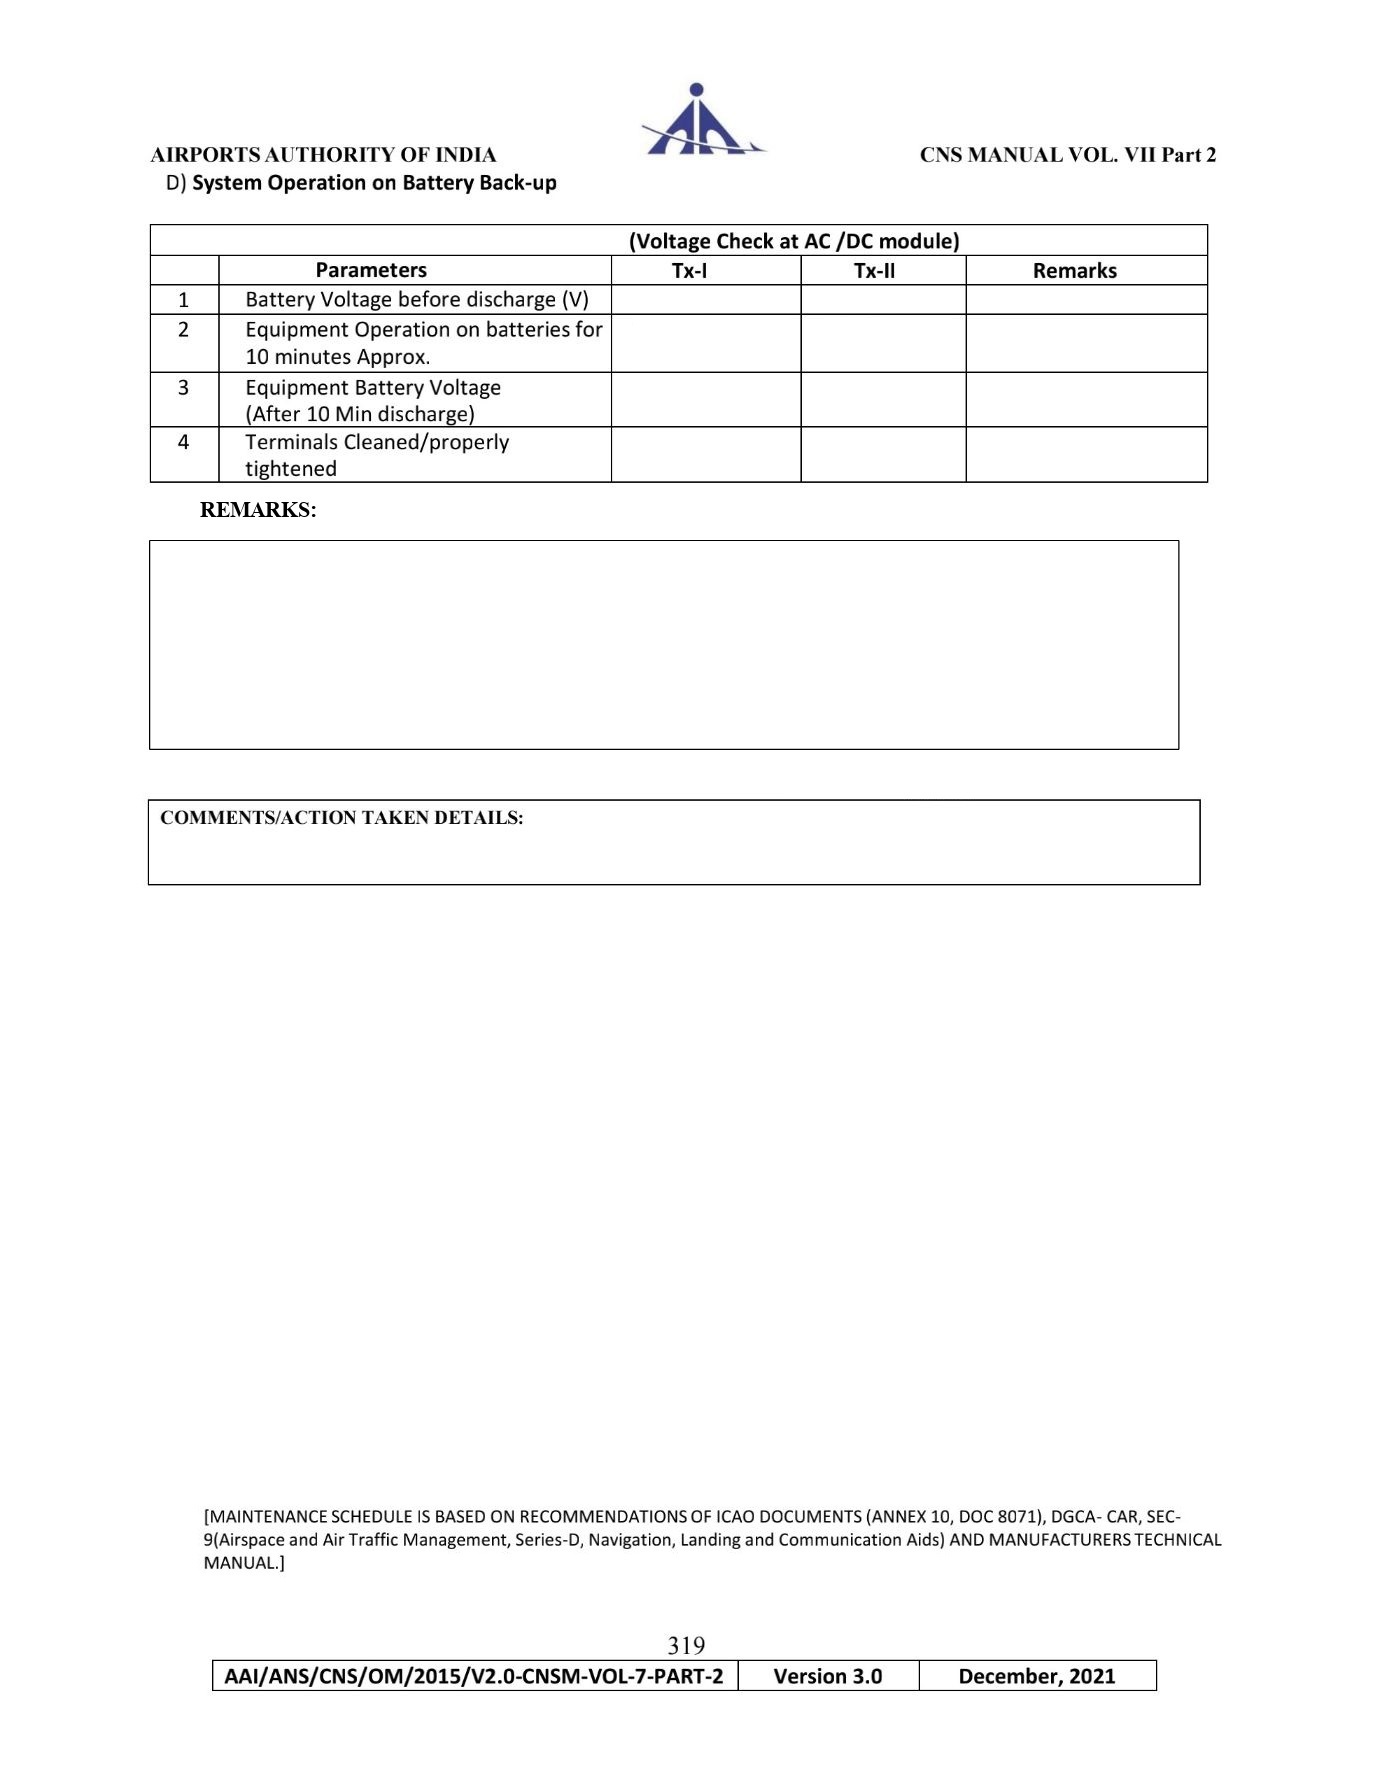 AIRPORTS AUTHORITY OF INDIA
CNS MANUAL VOL. VII Part 2
D) System Operation on Battery Back-up
(Voltage Check at AC /DC module)
Parameters Tx-I Tx-II Remarks
1 Battery Voltage before discharge (V)
2 Equipment Operation on batteries for
10 minutes Approx.
3 Equipment Battery Voltage
(After 10 Min discharge)
4 Terminals Cleaned/properly
tightened
REMARKS:
COMMENTS/ACTION TAKEN DETAILS:
[MAINTENANCE SCHEDULE IS BASED ON RECOMMENDATIONS OF ICAO DOCUMENTS (ANNEX 10, DOC 8071), DGCA- CAR, SEC-
9(Airspace and Air Traffic Management, Series-D, Navigation, Landing and Communication Aids) AND MANUFACTURERS TECHNICAL
MANUAL.]
319
AAI/ANS/CNS/OM/2015/V2.0-CNSM-VOL-7-PART-2 Version 3.0 December, 2021